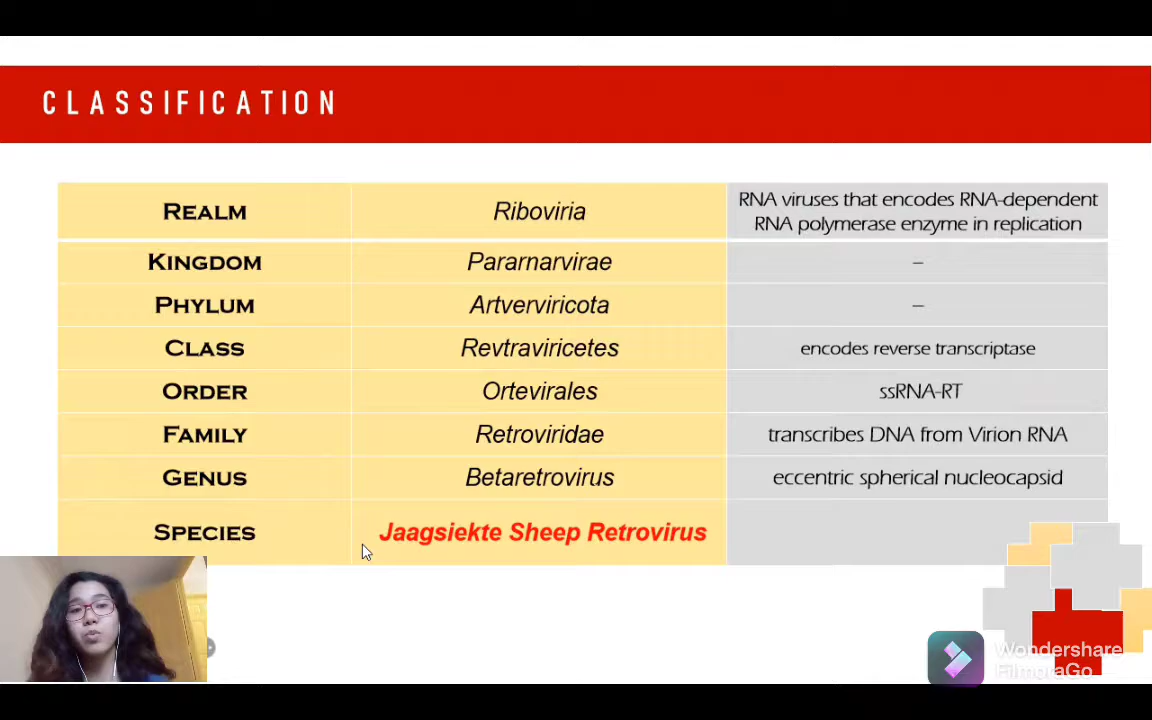 CLASSIFICATION
REALM Riboviria RNA viruses that encodes RNA-dependent
RNA polymerase enzyme in replication
KINGDOM Pararnavirae –
PHYLUM Artverviricota –
CLASS Revtraviricetes encodes reverse transcriptase
ORDER Ortevirales ssRNA-RT
FAMILY Retroviridae transcribes DNA from Virion RNA
GENUS Betaretrovirus eccentric spherical nucleocapsid
SPECIES Jaagsiekte Sheep Retrovirus
Wondershare
FilmoraGo